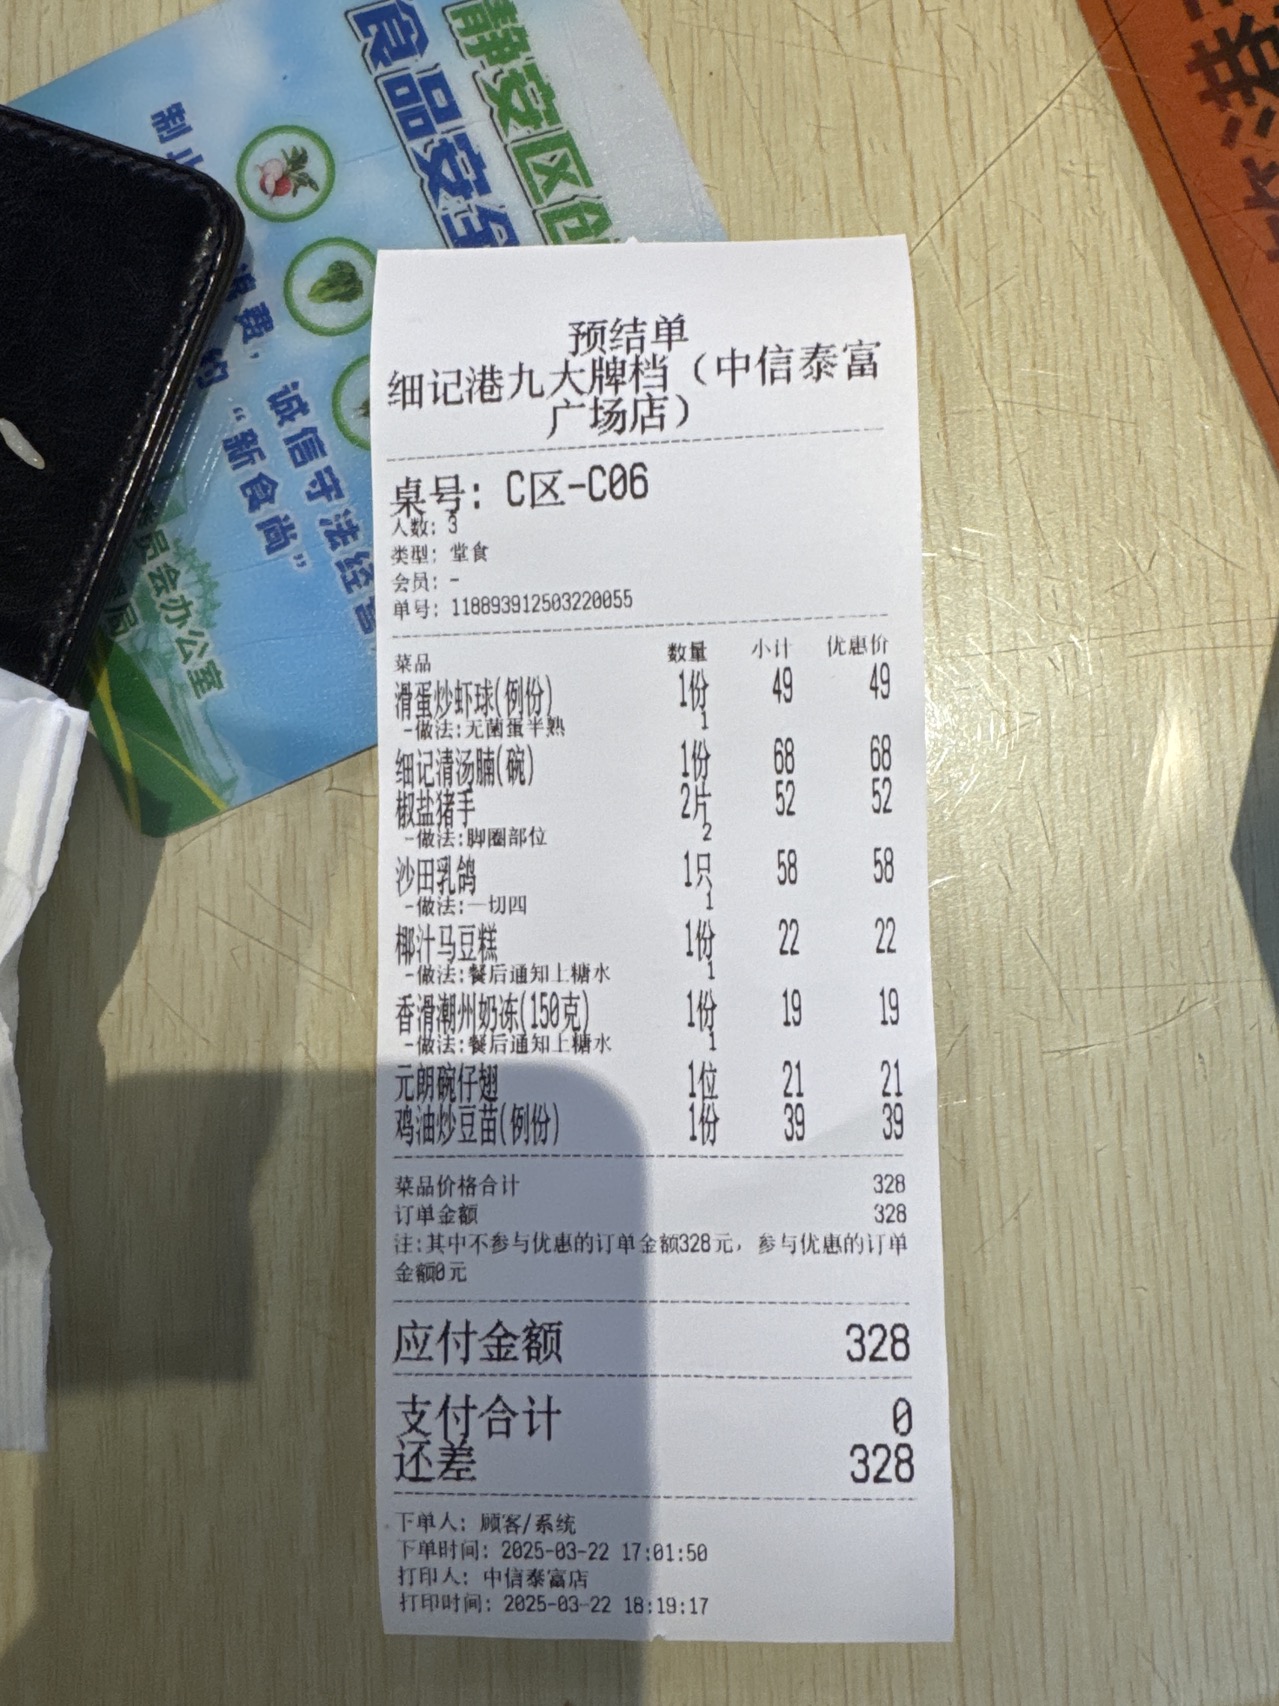 静安区创
食品安全
制止
浪费，
诚信守法经营
“新食尚”
员会办公室
港
预结单
细记港九大牌档（中信泰富
广场店）
桌号: C区-C06
人数: 3
类型: 堂食
会员: -
单号: 118893912503220055
菜品 数量 小计 优惠价
滑蛋炒虾球(例份) 1份 49 49
-做法:无菌蛋半熟 1
细记清汤腩(碗) 1份 68 68
椒盐猪手 2片 52 52
-做法:脚圈部位 2
沙田乳鸽 1只 58 58
-做法:一切四 1
椰汁马豆糕 1份 22 22
-做法:餐后通知上糖水 1
香滑潮州奶冻(150克) 1份 19 19
-做法:餐后通知上糖水 1
元朗碗仔翅 1位 21 21
鸡油炒豆苗(例份) 1份 39 39
菜品价格合计 328
订单金额 328
注:其中不参与优惠的订单金额328元，参与优惠的订单
金额0元
应付金额 328
支付合计 0
还差 328
下单人: 顾客/系统
下单时间: 2025-03-22 17:01:50
打印人: 中信泰富店
打印时间: 2025-03-22 18:19:17